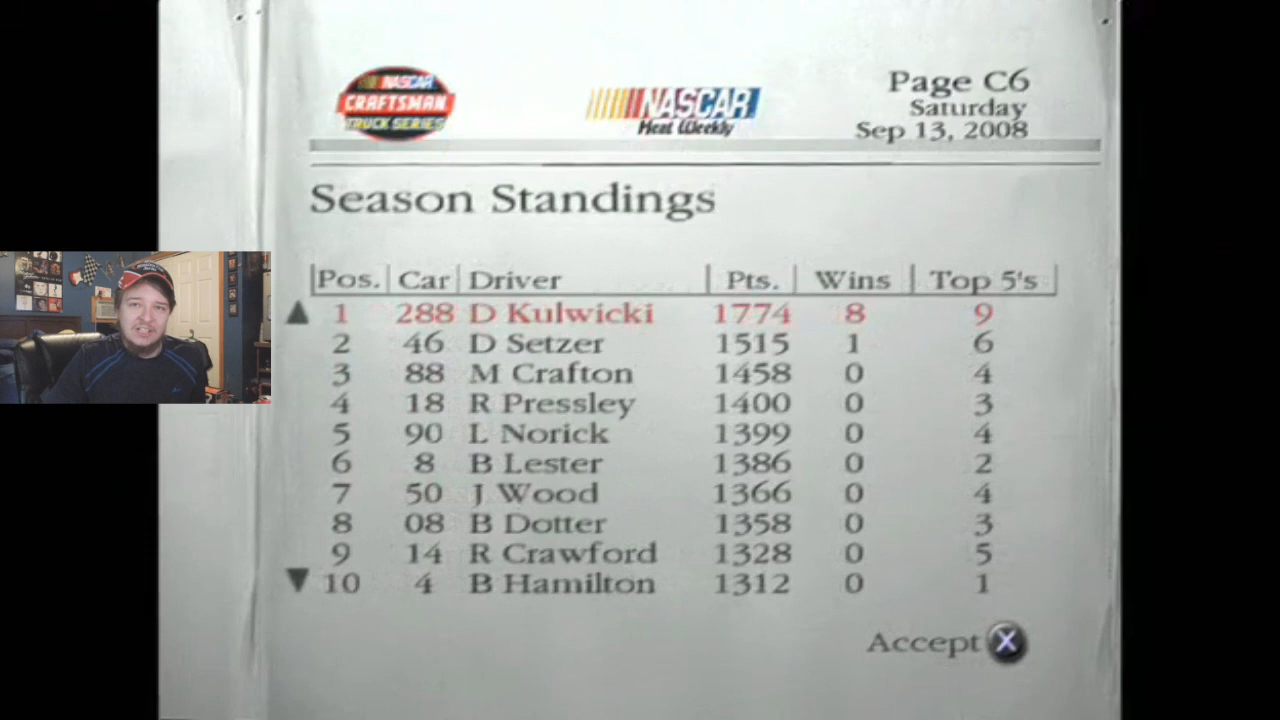 NASCAR
CRAFTSMAN
TRUCK SERIES
NASCAR
Heat Weekly
Page C6
Saturday
Sep 13, 2008
Season Standings
Pos. Car Driver Pts. Wins Top 5's
1 288 D Kulwicki 1774 8 9
2 46 D Setzer 1515 1 6
3 88 M Crafton 1458 0 4
4 18 R Pressley 1400 0 3
5 90 L Norick 1399 0 4
6 8 B Lester 1386 0 2
7 50 J Wood 1366 0 4
8 08 B Dotter 1358 0 3
9 14 R Crawford 1328 0 5
10 4 B Hamilton 1312 0 1
Accept X